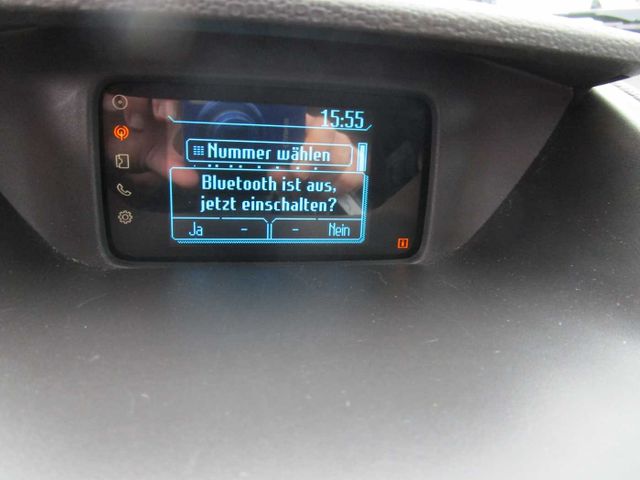 15:55
Nummer wählen
Bluetooth ist aus,
jetzt einschalten?
Ja - - Nein